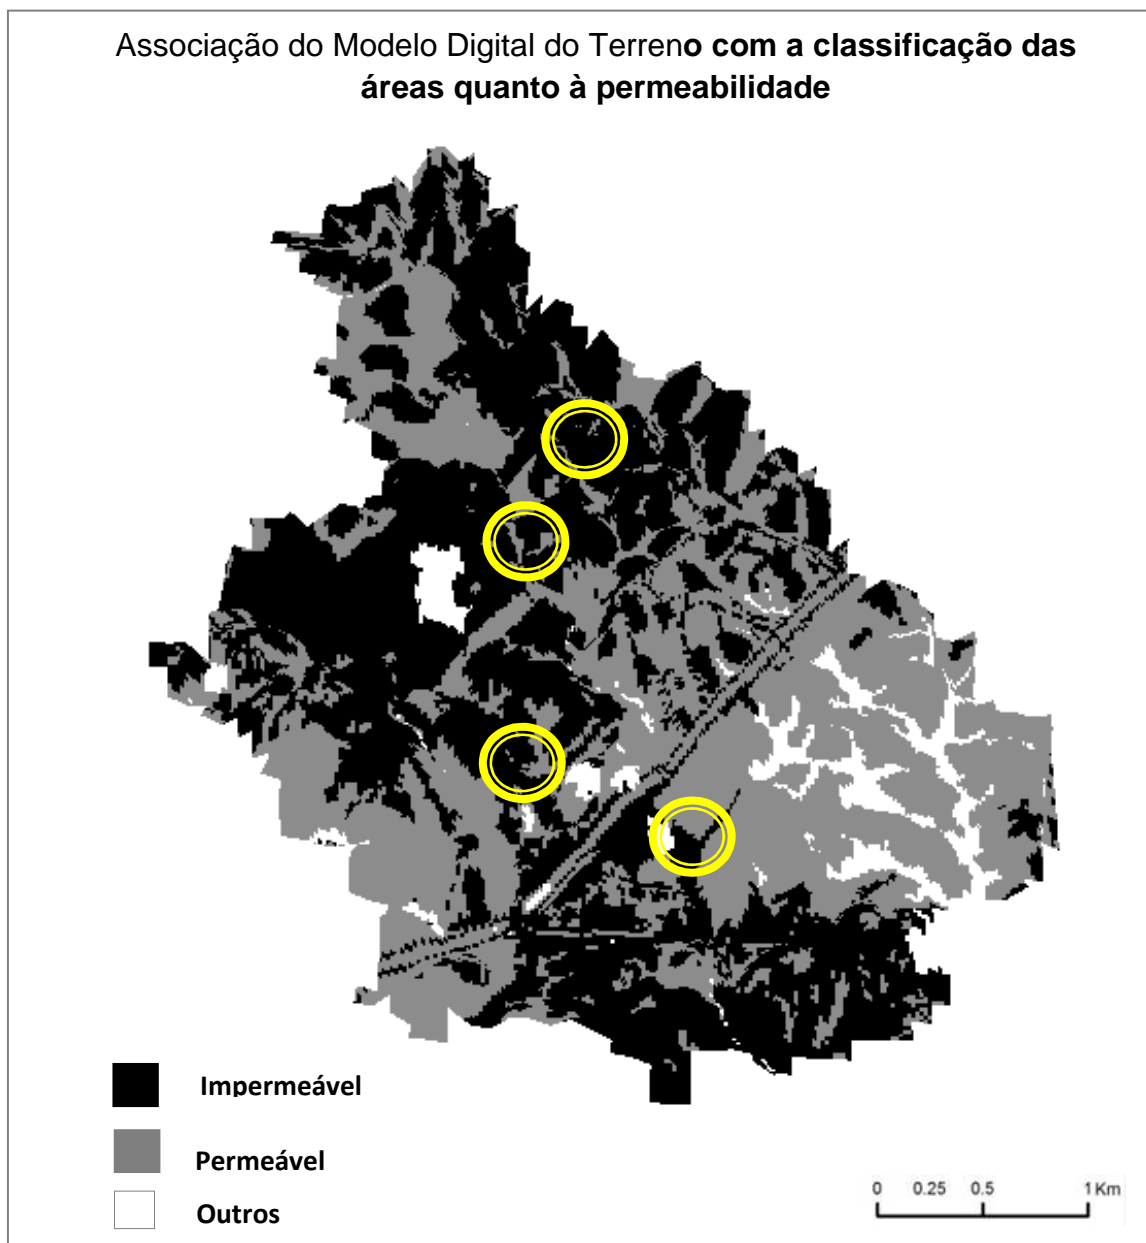 Associação do Modelo Digital do Terreno com a classificação das
áreas quanto à permeabilidade
Impermeável
Permeável
Outros
0 0.25 0.5 1 Km